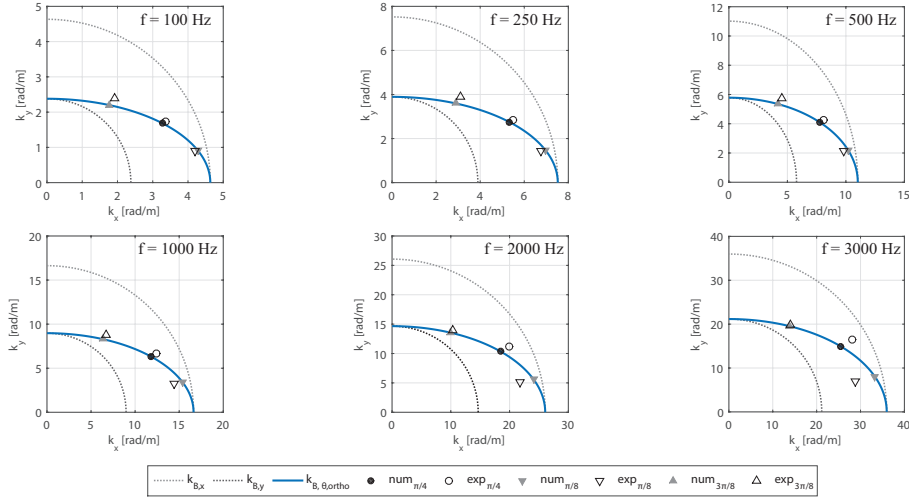 f = 100 Hz
5
4
3
2
1
0
k_y [rad/m]
0 1 2 3 4 5
k_x [rad/m]
f = 250 Hz
8
6
4
2
0
k_y [rad/m]
0 2 4 6 8
k_x [rad/m]
f = 500 Hz
12
10
8
6
4
2
0
k_y [rad/m]
0 5 10 15
k_x [rad/m]
f = 1000 Hz
20
15
10
5
0
k_y [rad/m]
0 5 10 15 20
k_x [rad/m]
f = 2000 Hz
30
25
20
15
10
5
0
k_y [rad/m]
0 10 20 30
k_x [rad/m]
f = 3000 Hz
40
30
20
10
0
k_y [rad/m]
0 10 20 30 40
k_x [rad/m]
k_B,x k_B,y k_B, θ,ortho num_π/4 exp_π/4 num_π/8 exp_π/8 num_3π/8 exp_3π/8